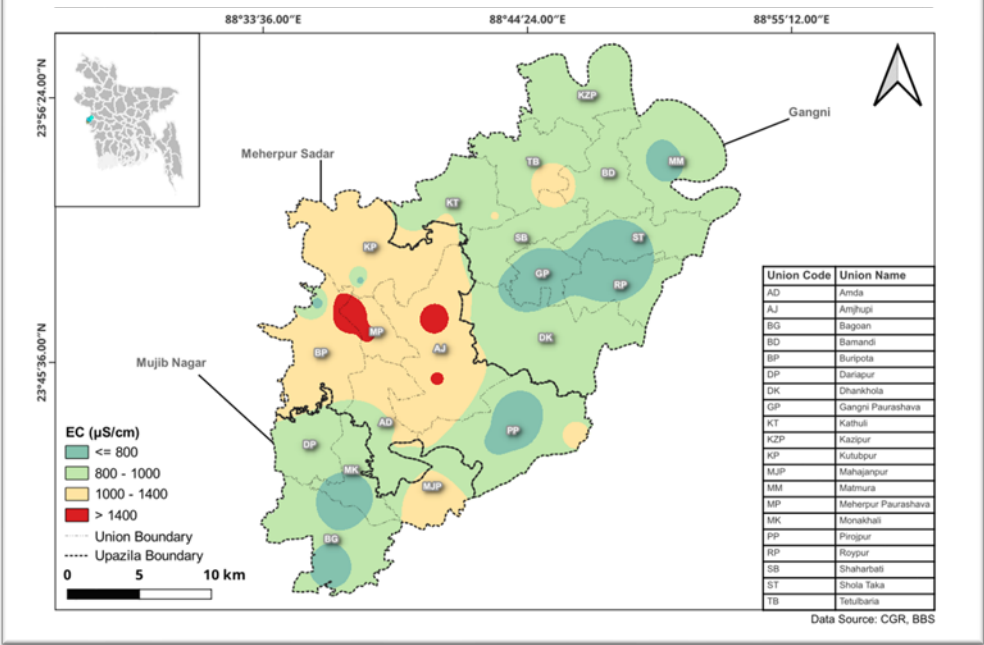 88°33'36.00"E 88°44'24.00"E 88°55'12.00"E
23°56'24.00"N
23°45'36.00"N
Gangni
Meherpur Sadar
Mujib Nagar
KZP
TB
BD
MM
KT
SB
ST
KP
GP
RP
MP
DK
BP
AJ
AD
PP
DP
MK
MJP
BG
EC (µS/cm)
<= 800
800 - 1000
1000 - 1400
> 1400
Union Boundary
Upazila Boundary
0 5 10 km
Union Code Union Name
AD Amda
AJ Amjhupi
BG Bagoan
BD Bamandi
BP Buripota
DP Dariapur
DK Dhankhola
GP Gangni Paurashava
KT Kathuli
KZP Kazipur
KP Kutubpur
MJP Mahajanpur
MM Matmura
MP Meherpur Paurashava
MK Monakhali
PP Pirojpur
RP Roypur
SB Shaharbati
ST Shola Taka
TB Tetulbaria
Data Source: CGR, BBS